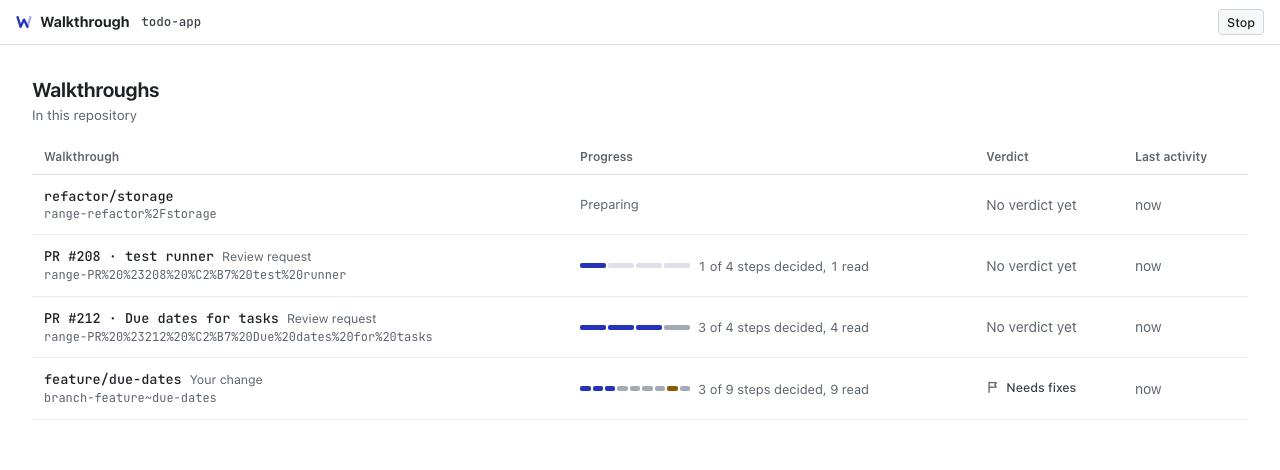 Walkthrough todo-app Stop
Walkthroughs
In this repository
Walkthrough Progress Verdict Last activity
refactor/storage
range-refactor%2Fstorage
Preparing No verdict yet now
PR #208 · test runner Review request
range-PR%20%23208%20%C2%B7%20test%20runner
1 of 4 steps decided, 1 read No verdict yet now
PR #212 · Due dates for tasks Review request
range-PR%20%23212%20%C2%B7%20Due%20dates%20for%20tasks
3 of 4 steps decided, 4 read No verdict yet now
feature/due-dates Your change
branch-feature~due-dates
3 of 9 steps decided, 9 read Needs fixes now